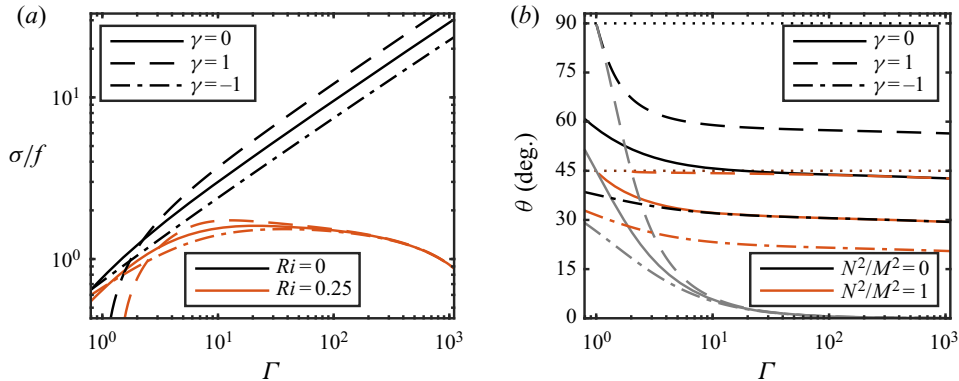 (a)
γ = 0
γ = 1
γ = −1
10¹
σ/f
10⁰
Ri = 0
Ri = 0.25
10⁰ 10¹ 10² 10³
Γ
(b)
90
75
60
45
30
15
0
θ (deg.)
γ = 0
γ = 1
γ = −1
N²/M² = 0
N²/M² = 1
10⁰ 10¹ 10² 10³
Γ